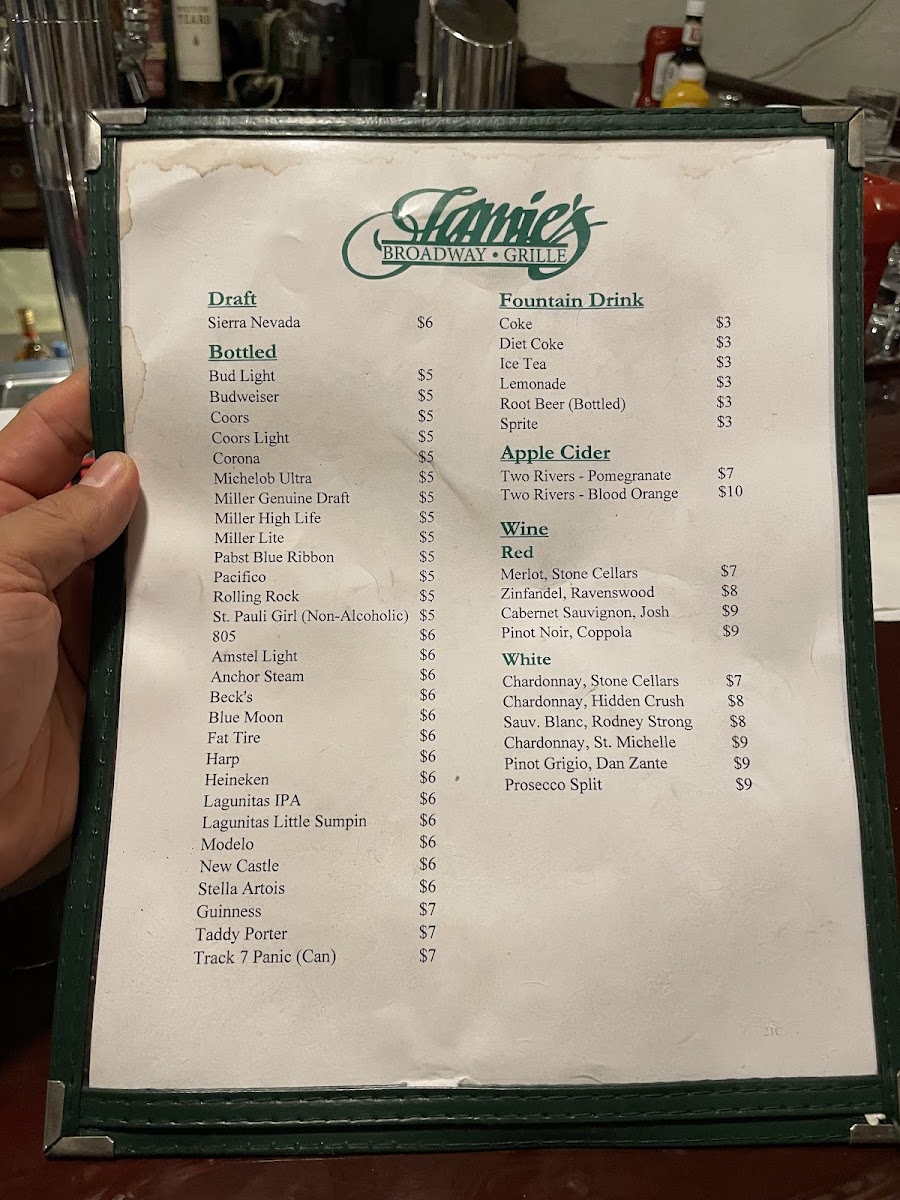 Jamie's
BROADWAY • GRILLE
Draft
Sierra Nevada $6
Bottled
Bud Light $5
Budweiser $5
Coors $5
Coors Light $5
Corona $5
Michelob Ultra $5
Miller Genuine Draft $5
Miller High Life $5
Miller Lite $5
Pabst Blue Ribbon $5
Pacifico $5
Rolling Rock $5
St. Pauli Girl (Non-Alcoholic) $5
805 $6
Amstel Light $6
Anchor Steam $6
Beck's $6
Blue Moon $6
Fat Tire $6
Harp $6
Heineken $6
Lagunitas IPA $6
Lagunitas Little Sumpin $6
Modelo $6
New Castle $6
Stella Artois $6
Guinness $7
Taddy Porter $7
Track 7 Panic (Can) $7
Fountain Drink
Coke $3
Diet Coke $3
Ice Tea $3
Lemonade $3
Root Beer (Bottled) $3
Sprite $3
Apple Cider
Two Rivers - Pomegranate $7
Two Rivers - Blood Orange $10
Wine
Red
Merlot, Stone Cellars $7
Zinfandel, Ravenswood $8
Cabernet Sauvignon, Josh $9
Pinot Noir, Coppola $9
White
Chardonnay, Stone Cellars $7
Chardonnay, Hidden Crush $8
Sauv. Blanc, Rodney Strong $8
Chardonnay, St. Michelle $9
Pinot Grigio, Dan Zante $9
Prosecco Split $9